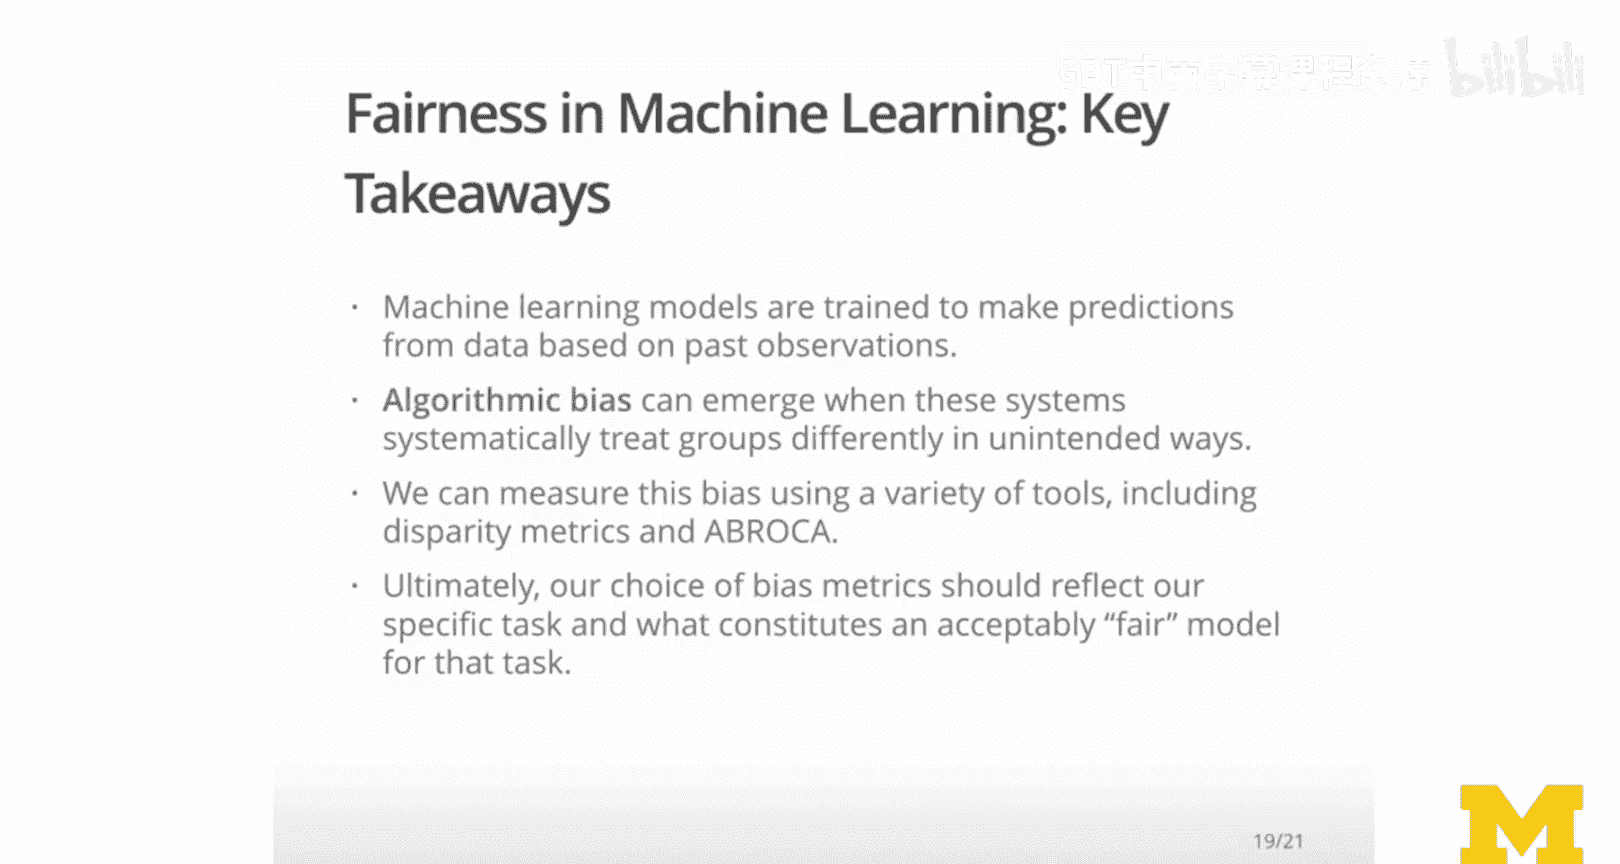 bilibili
Fairness in Machine Learning: Key
Takeaways
· Machine learning models are trained to make predictions
from data based on past observations.
· Algorithmic bias can emerge when these systems
systematically treat groups differently in unintended ways.
· We can measure this bias using a variety of tools, including
disparity metrics and ABROCA.
· Ultimately, our choice of bias metrics should reflect our
specific task and what constitutes an acceptably “fair” model
for that task.
19/21
M